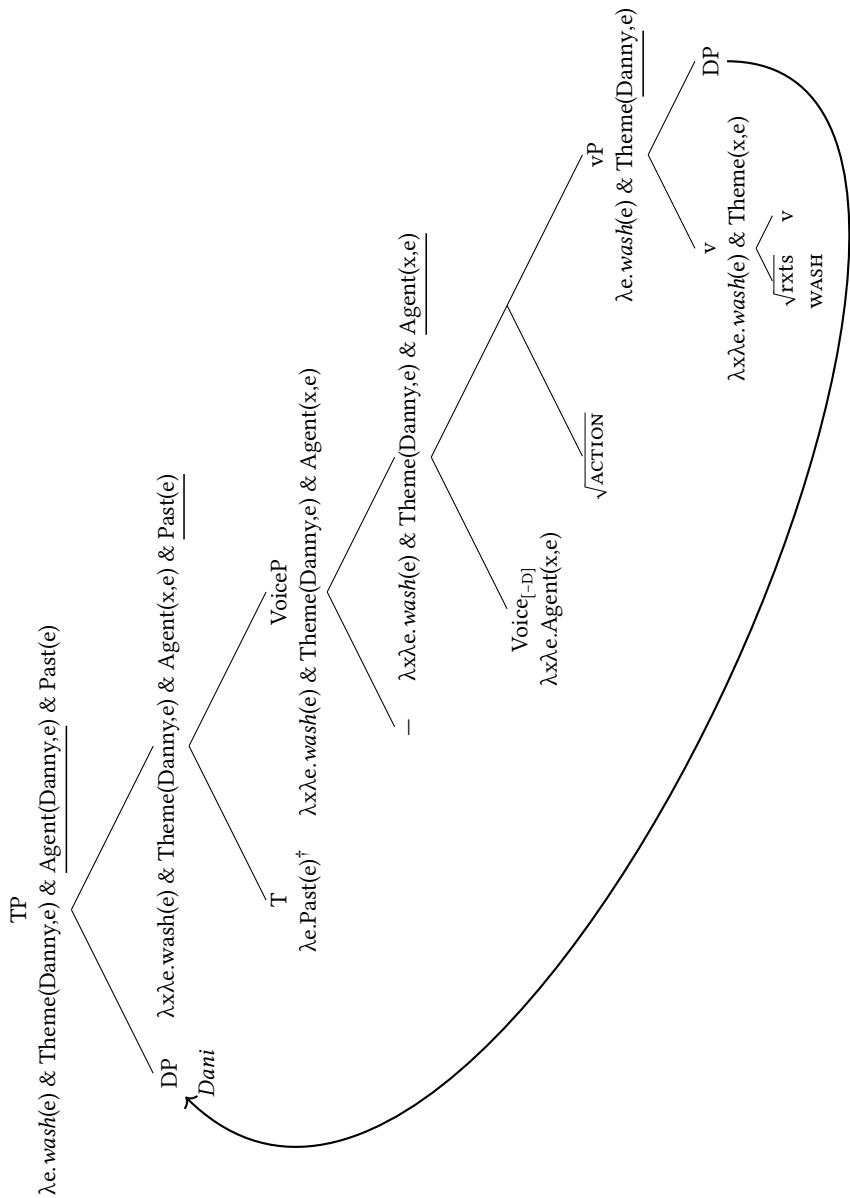 TP
λe.wash(e) & Theme(Danny,e) & Agent(Danny,e) & Past(e)
DP
Dani
λxλe.wash(e) & Theme(Danny,e) & Agent(x,e) & Past(e)
T
λe.Past(e)†
VoiceP
λxλe.wash(e) & Theme(Danny,e) & Agent(x,e)
–
λxλe.wash(e) & Theme(Danny,e) & Agent(x,e)
Voice[–D]
λxλe.Agent(x,e)
√ACTION
vP
λe.wash(e) & Theme(Danny,e)
v
λxλe.wash(e) & Theme(x,e)
DP
√rxts
WASH
v